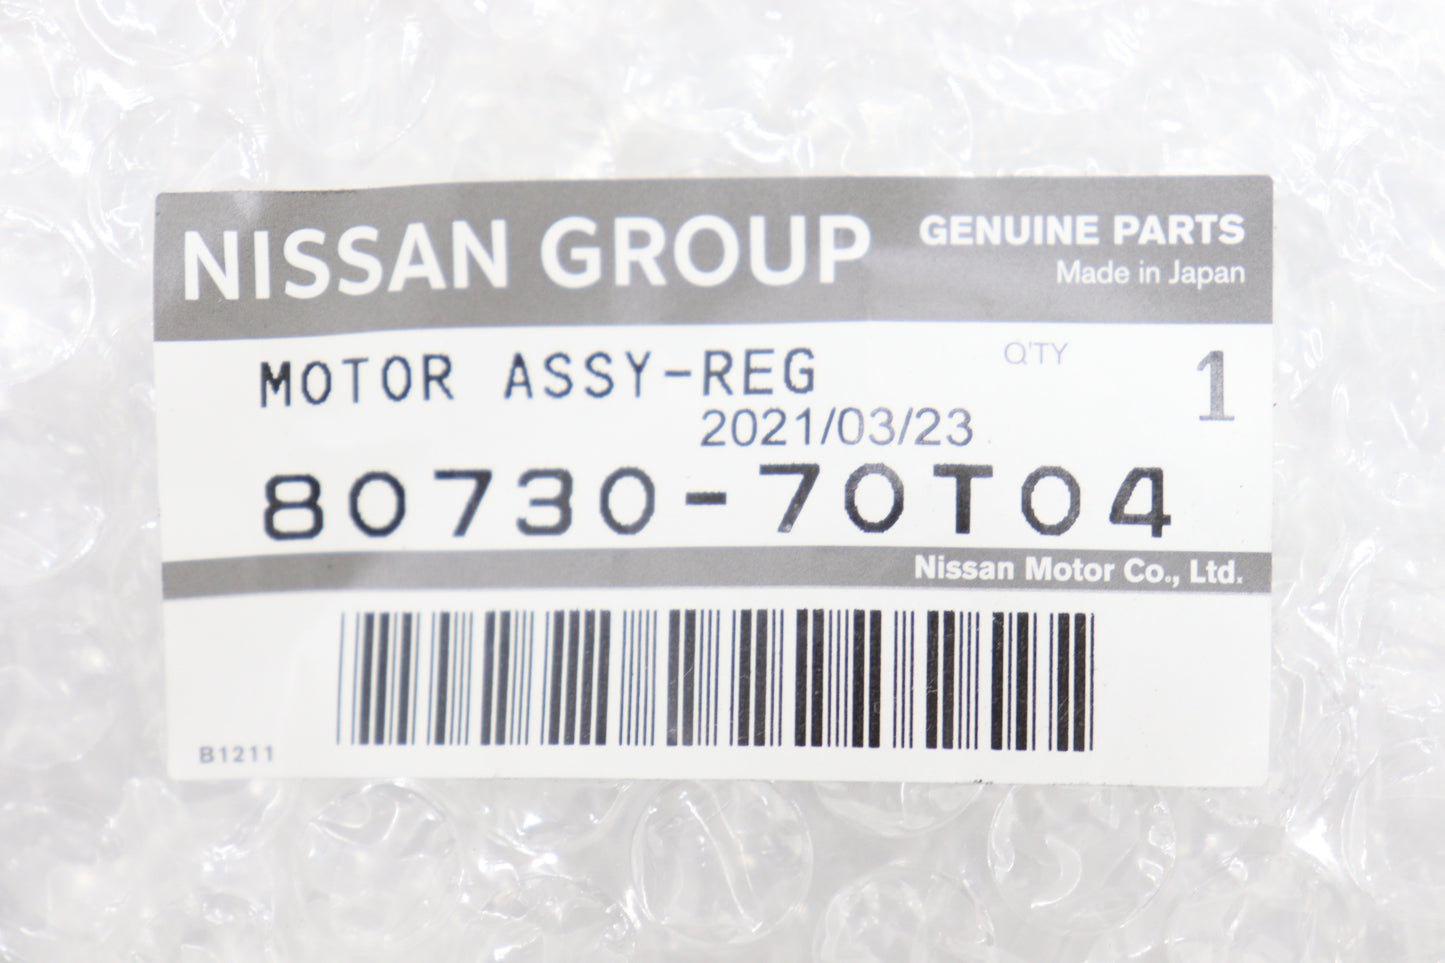 NISSAN GROUP
GENUINE PARTS
Made in Japan
MOTOR ASSY-REG
Q'TY 1
2021/03/23
80730-70T04
Nissan Motor Co., Ltd.
B1211